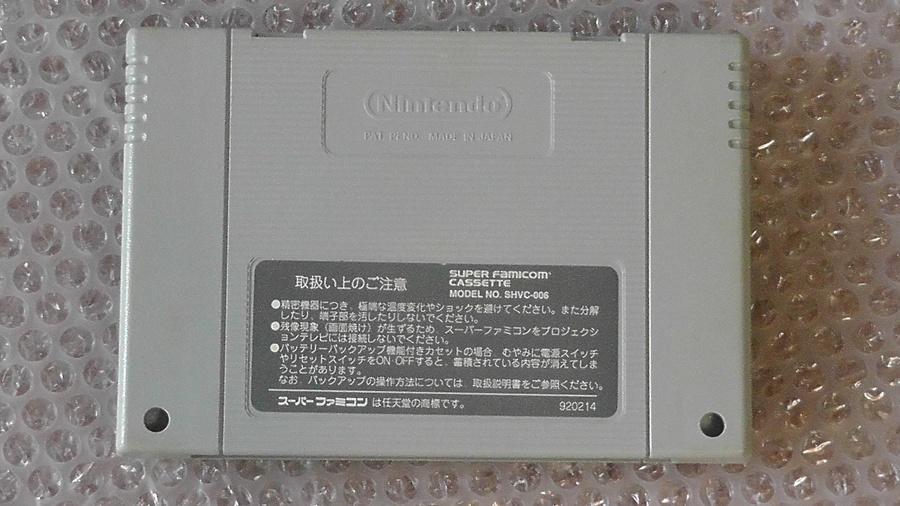 Nintendo
PAT. PEND. MADE IN JAPAN
取扱い上のご注意
SUPER FAMICOM
CASSETTE
MODEL NO. SHVC-006
●精密機器につき、極端な温度変化やショックを避けてください。また分解
したり、端子部を汚したりしないでください。
●残像現象（画面焼け）が生ずるため、スーパーファミコンをプロジェクシ
ョンテレビには接続しないでください。
●バッテリーバックアップ機能付きカセットの場合、むやみに電源スイッチ
やリセットスイッチをON・OFFすると、蓄積されている内容が消えてしま
うことがあります。
なお、バックアップの操作方法については、取扱説明書をご参照ください。
スーパーファミコンは任天堂の商標です。
920214